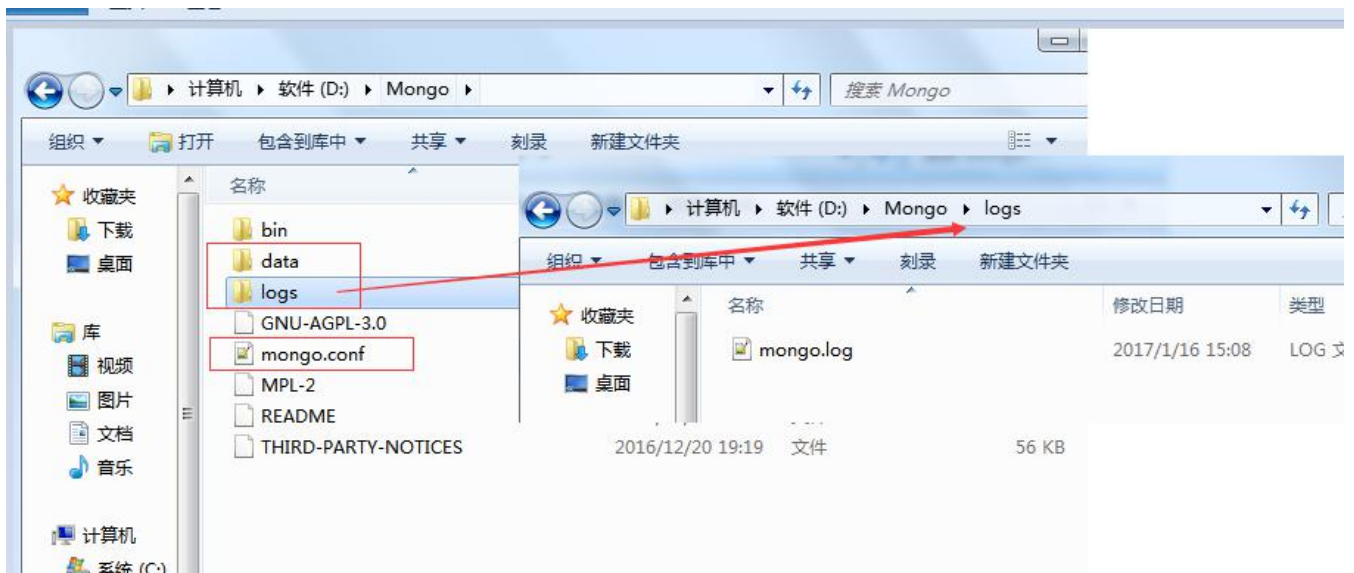 计算机 软件 (D:) Mongo
搜索 Mongo
组织 打开 包含到库中 共享 刻录 新建文件夹
收藏夹
下载
桌面
库
视频
图片
文档
音乐
计算机
系统 (C:)
名称
bin
data
logs
GNU-AGPL-3.0
mongo.conf
MPL-2
README
THIRD-PARTY-NOTICES 2016/12/20 19:19 文件 56 KB
计算机 软件 (D:) Mongo logs
组织 包含到库中 共享 刻录 新建文件夹
收藏夹
下载
桌面
名称 修改日期 类型
mongo.log 2017/1/16 15:08 LOG